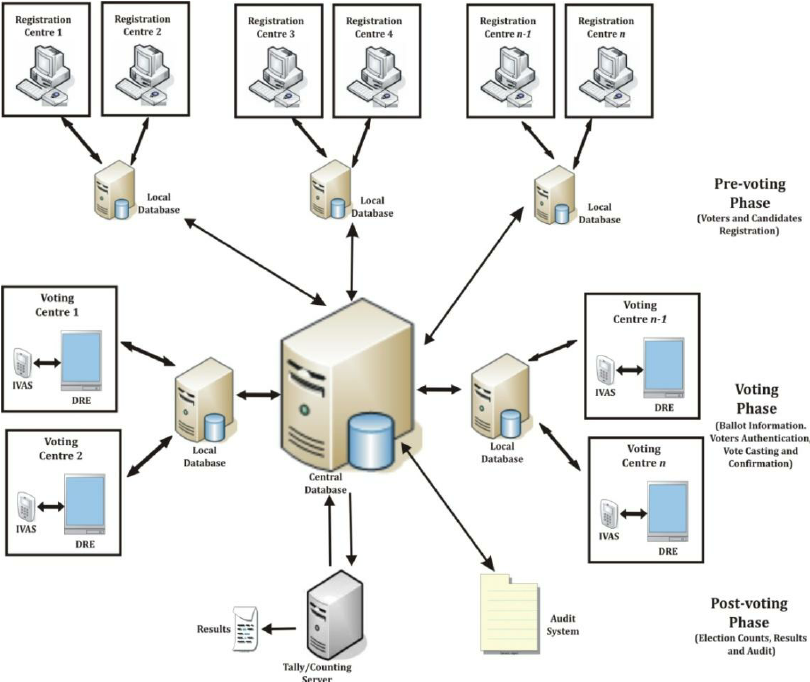 Registration
Centre 1
Registration
Centre 2
Registration
Centre 3
Registration
Centre 4
Registration
Centre n-1
Registration
Centre n
Local
Database
Local
Database
Local
Database
Pre-voting
Phase
(Voters and Candidates
Registration)
Voting
Centre 1
IVAS
DRE
Voting
Centre 2
IVAS
DRE
Local
Database
Central
Database
Local
Database
Voting
Centre n-1
IVAS
DRE
Voting
Centre n
IVAS
DRE
Voting
Phase
(Ballot Information.
Voters Authentication,
Vote Casting and
Confirmation)
Results
Tally/Counting
Server
Audit
System
Post-voting
Phase
(Election Counts, Results
and Audit)